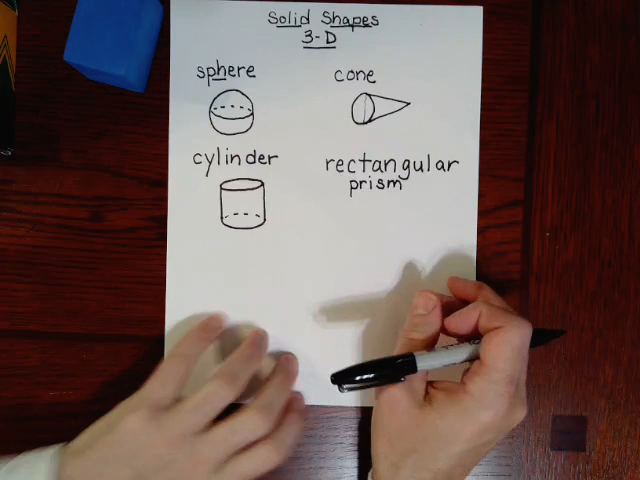 Solid Shapes
3-D
sphere
cone
cylinder
rectangular
prism